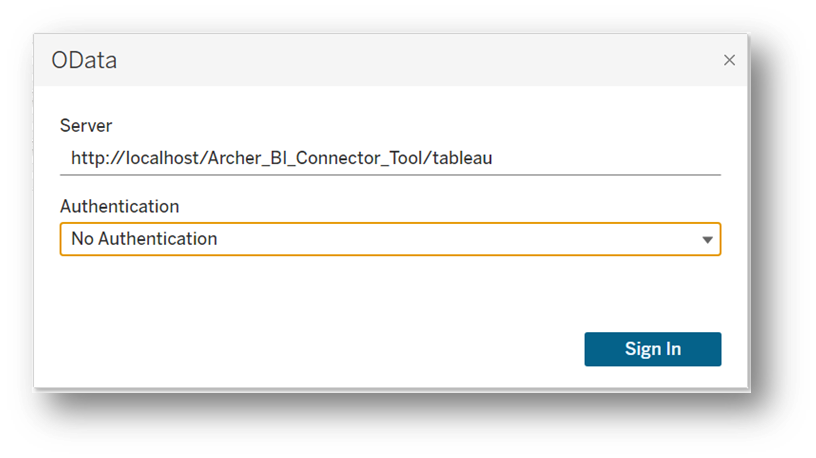 OData
Server
http://localhost/Archer_BI_Connector_Tool/tableau
Authentication
No Authentication
Sign In